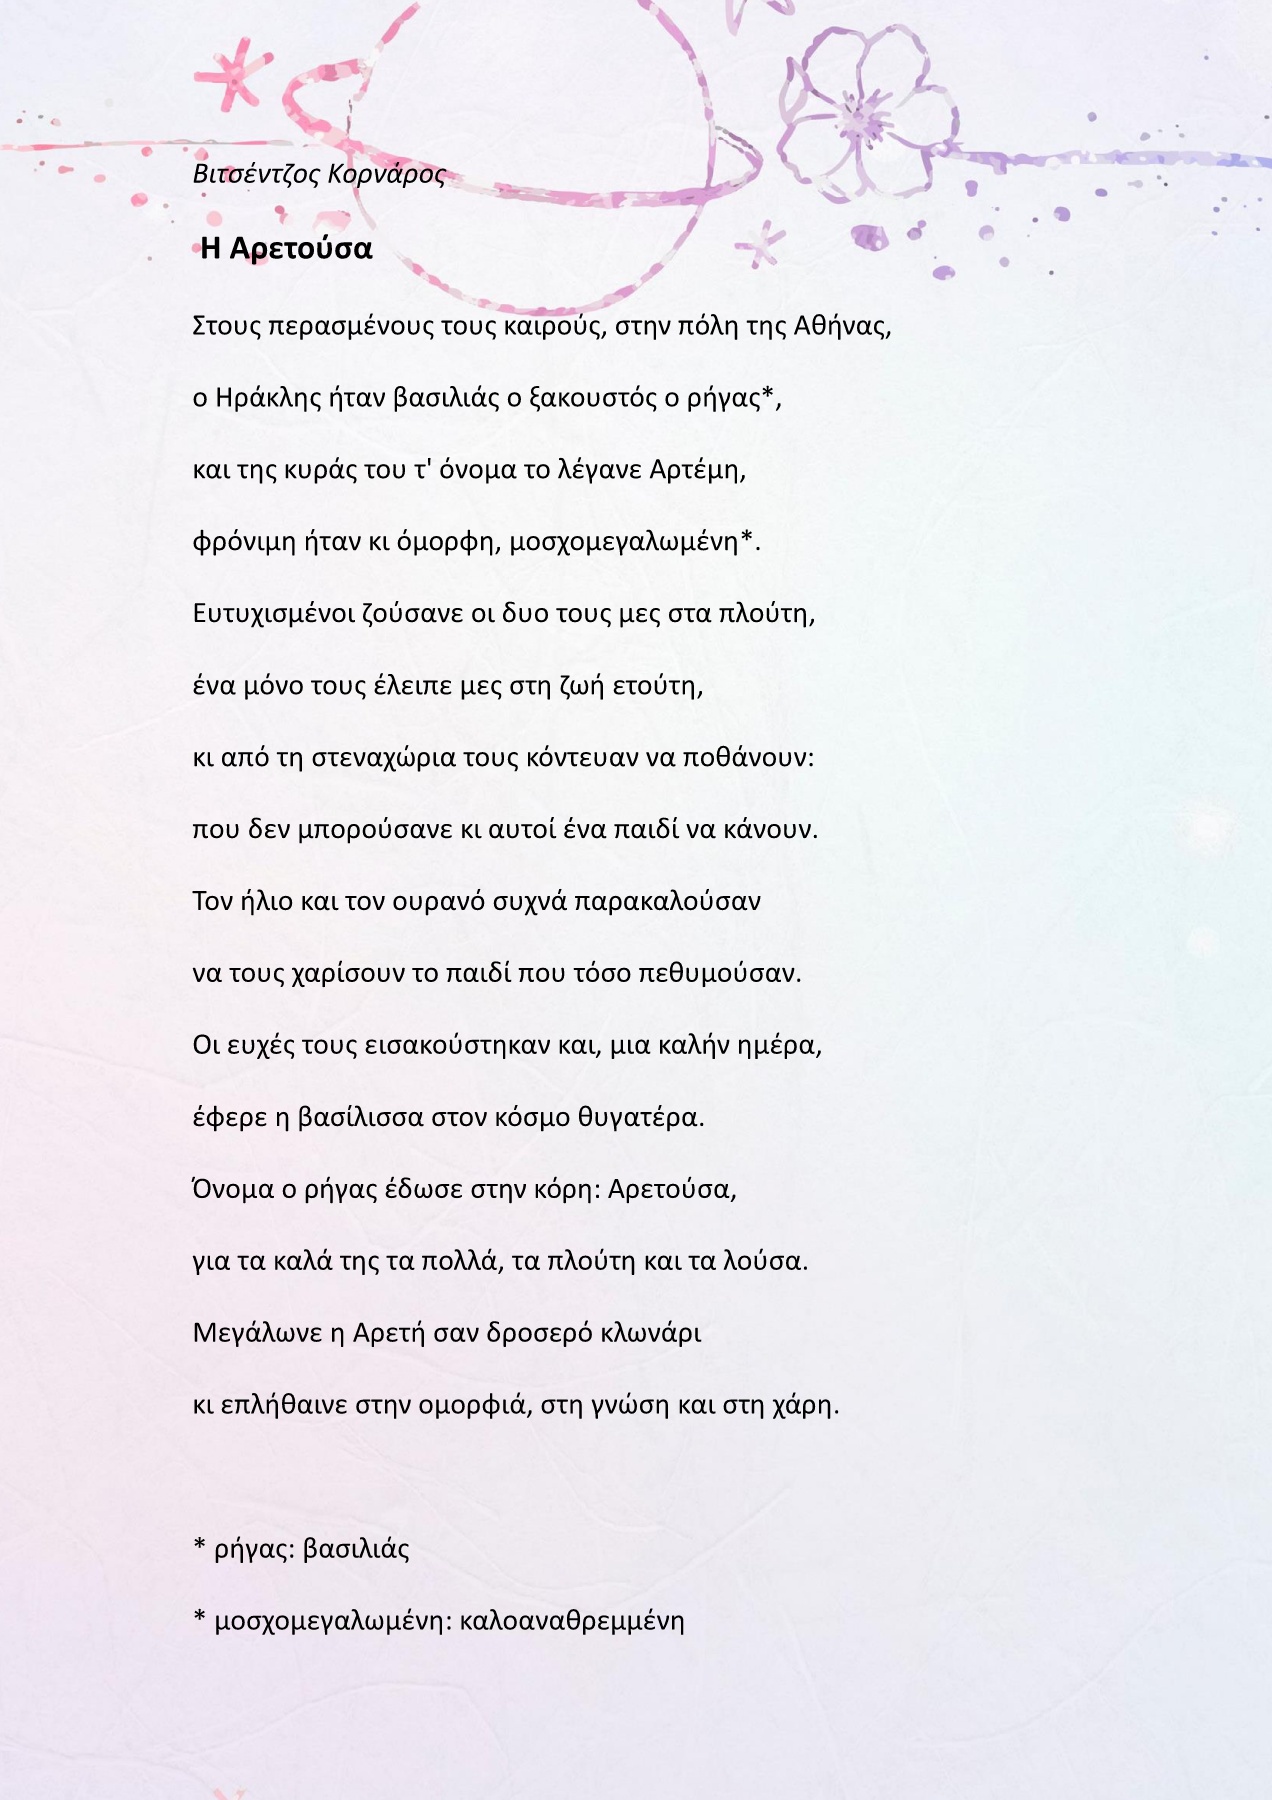 Βιτσέντζος Κορνάρος
Η Αρετούσα
Στους περασμένους τους καιρούς, στην πόλη της Αθήνας,
ο Ηράκλης ήταν βασιλιάς ο ξακουστός ο ρήγας*,
και της κυράς του τ' όνομα το λέγανε Αρτέμη,
φρόνιμη ήταν κι όμορφη, μοσχομεγαλωμένη*.
Ευτυχισμένοι ζούσανε οι δυο τους μες στα πλούτη,
ένα μόνο τους έλειπε μες στη ζωή ετούτη,
κι από τη στεναχώρια τους κόντευαν να ποθάνουν:
που δεν μπορούσανε κι αυτοί ένα παιδί να κάνουν.
Τον ήλιο και τον ουρανό συχνά παρακαλούσαν
να τους χαρίσουν το παιδί που τόσο πεθυμούσαν.
Οι ευχές τους εισακούστηκαν και, μια καλήν ημέρα,
έφερε η βασίλισσα στον κόσμο θυγατέρα.
Όνομα ο ρήγας έδωσε στην κόρη: Αρετούσα,
για τα καλά της τα πολλά, τα πλούτη και τα λούσα.
Μεγάλωνε η Αρετή σαν δροσερό κλωνάρι
κι επλήθαινε στην ομορφιά, στη γνώση και στη χάρη.
* ρήγας: βασιλιάς
* μοσχομεγαλωμένη: καλοαναθρεμμένη